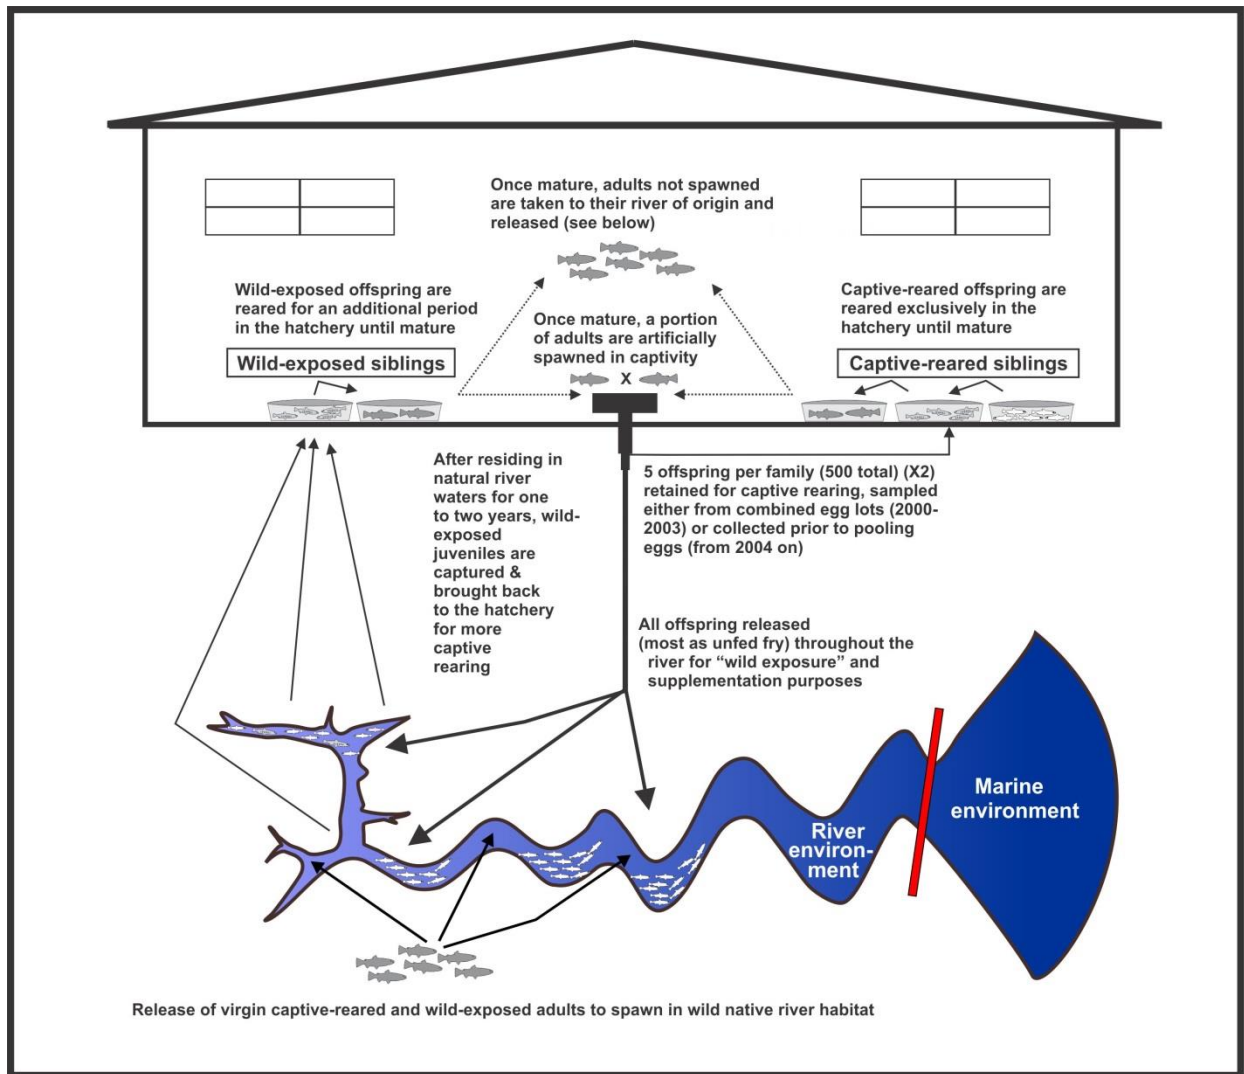 Once mature, adults not spawned
are taken to their river of origin and
released (see below)
Wild-exposed offspring are
reared for an additional period
in the hatchery until mature
Wild-exposed siblings
Once mature, a portion
of adults are artificially
spawned in captivity
X
Captive-reared offspring are
reared exclusively in the
hatchery until mature
Captive-reared siblings
After residing in
natural river
waters for one
to two years, wild-
exposed
juveniles are
captured &
brought back
to the hatchery
for more
captive
rearing
5 offspring per family (500 total) (X2)
retained for captive rearing, sampled
either from combined egg lots (2000-
2003) or collected prior to pooling
eggs (from 2004 on)
All offspring released
(most as unfed fry) throughout the
river for “wild exposure” and
supplementation purposes
River
environ-
ment
Marine
environment
Release of virgin captive-reared and wild-exposed adults to spawn in wild native river habitat